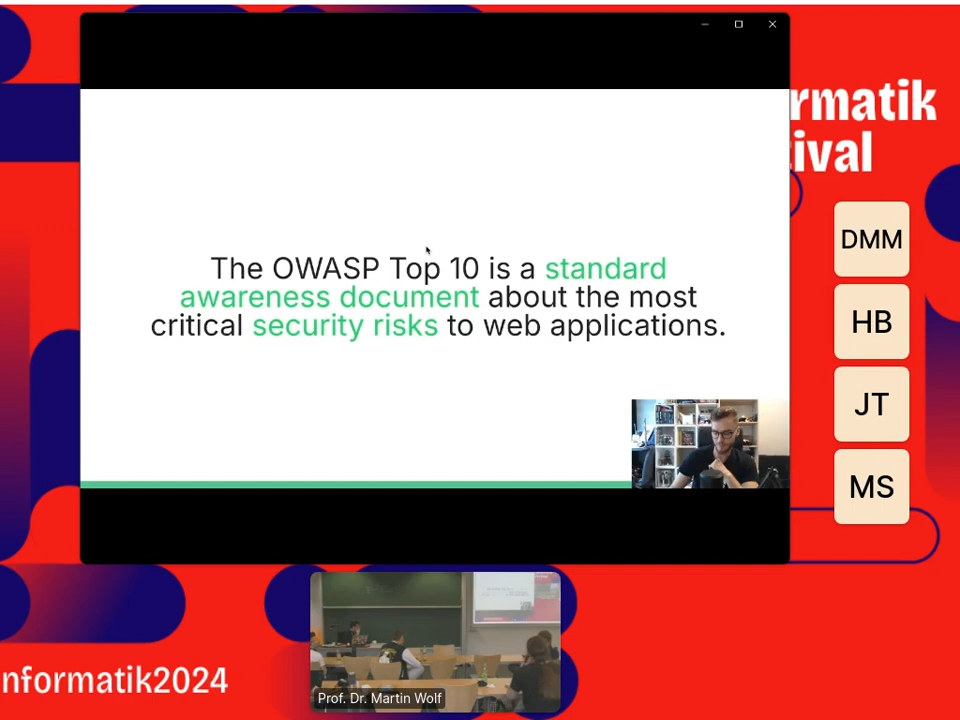 rmatik
ival
The OWASP Top 10 is a standard
awareness document about the most
critical security risks to web applications.
DMM
HB
JT
MS
Prof. Dr. Martin Wolf
nformatik2024